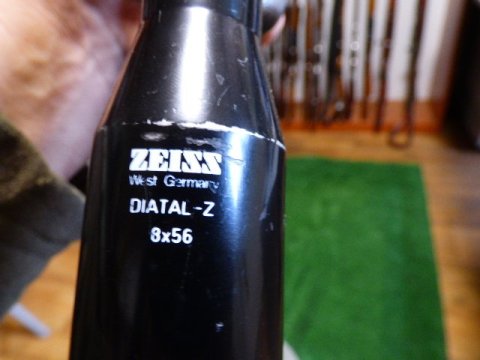 ZEISS
West Germany
DIATAL-Z
8x56